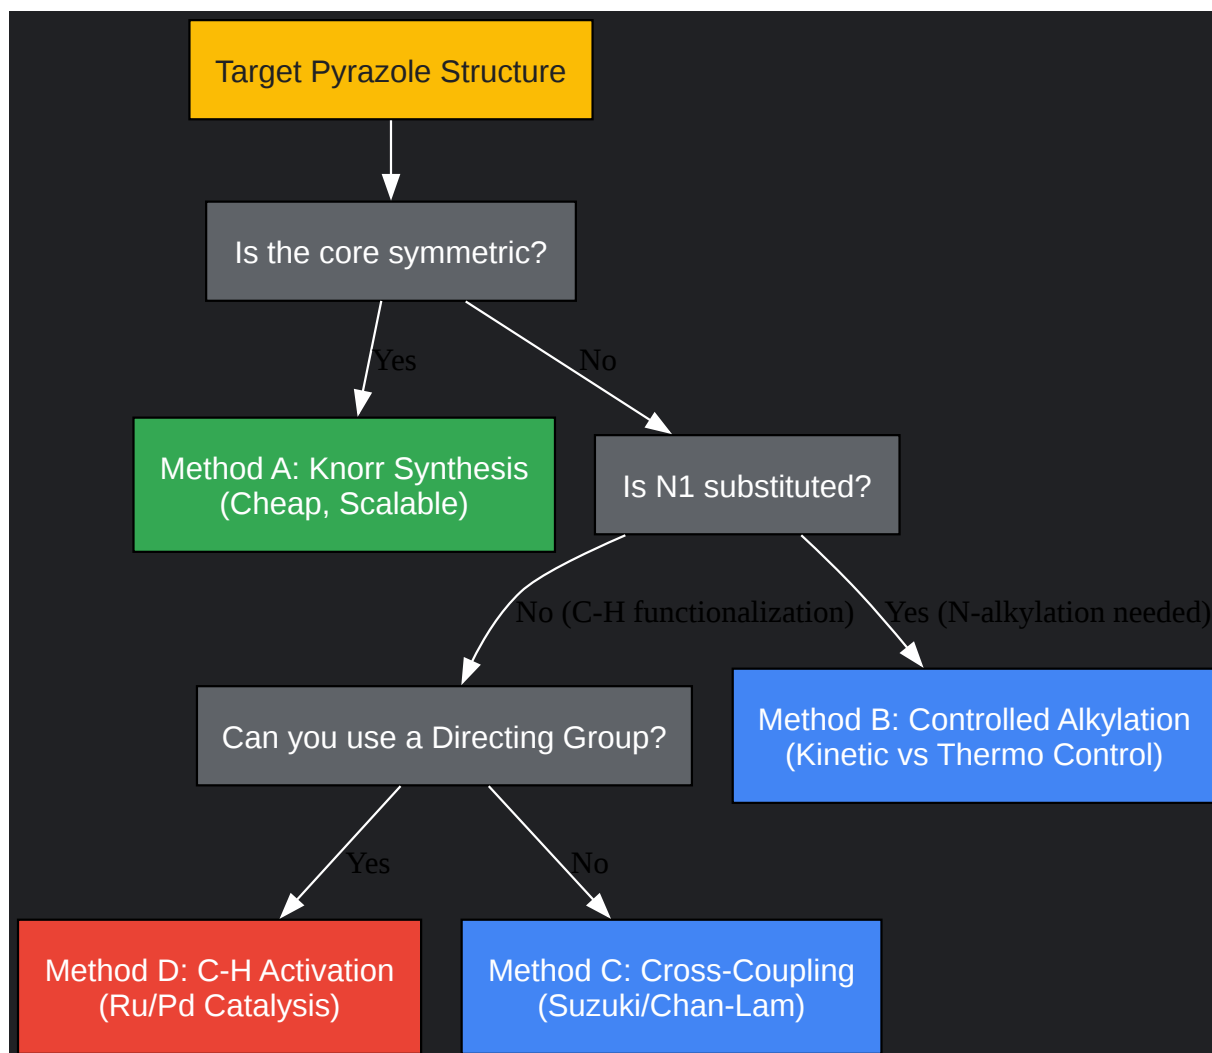 Target Pyrazole Structure
Is the core symmetric?
Yes
No
Method A: Knorr Synthesis
(Cheap, Scalable)
Is N1 substituted?
No (C-H functionalization)
Yes (N-alkylation needed)
Can you use a Directing Group?
Method B: Controlled Alkylation
(Kinetic vs Thermo Control)
Yes
No
Method D: C-H Activation
(Ru/Pd Catalysis)
Method C: Cross-Coupling
(Suzuki/Chan-Lam)